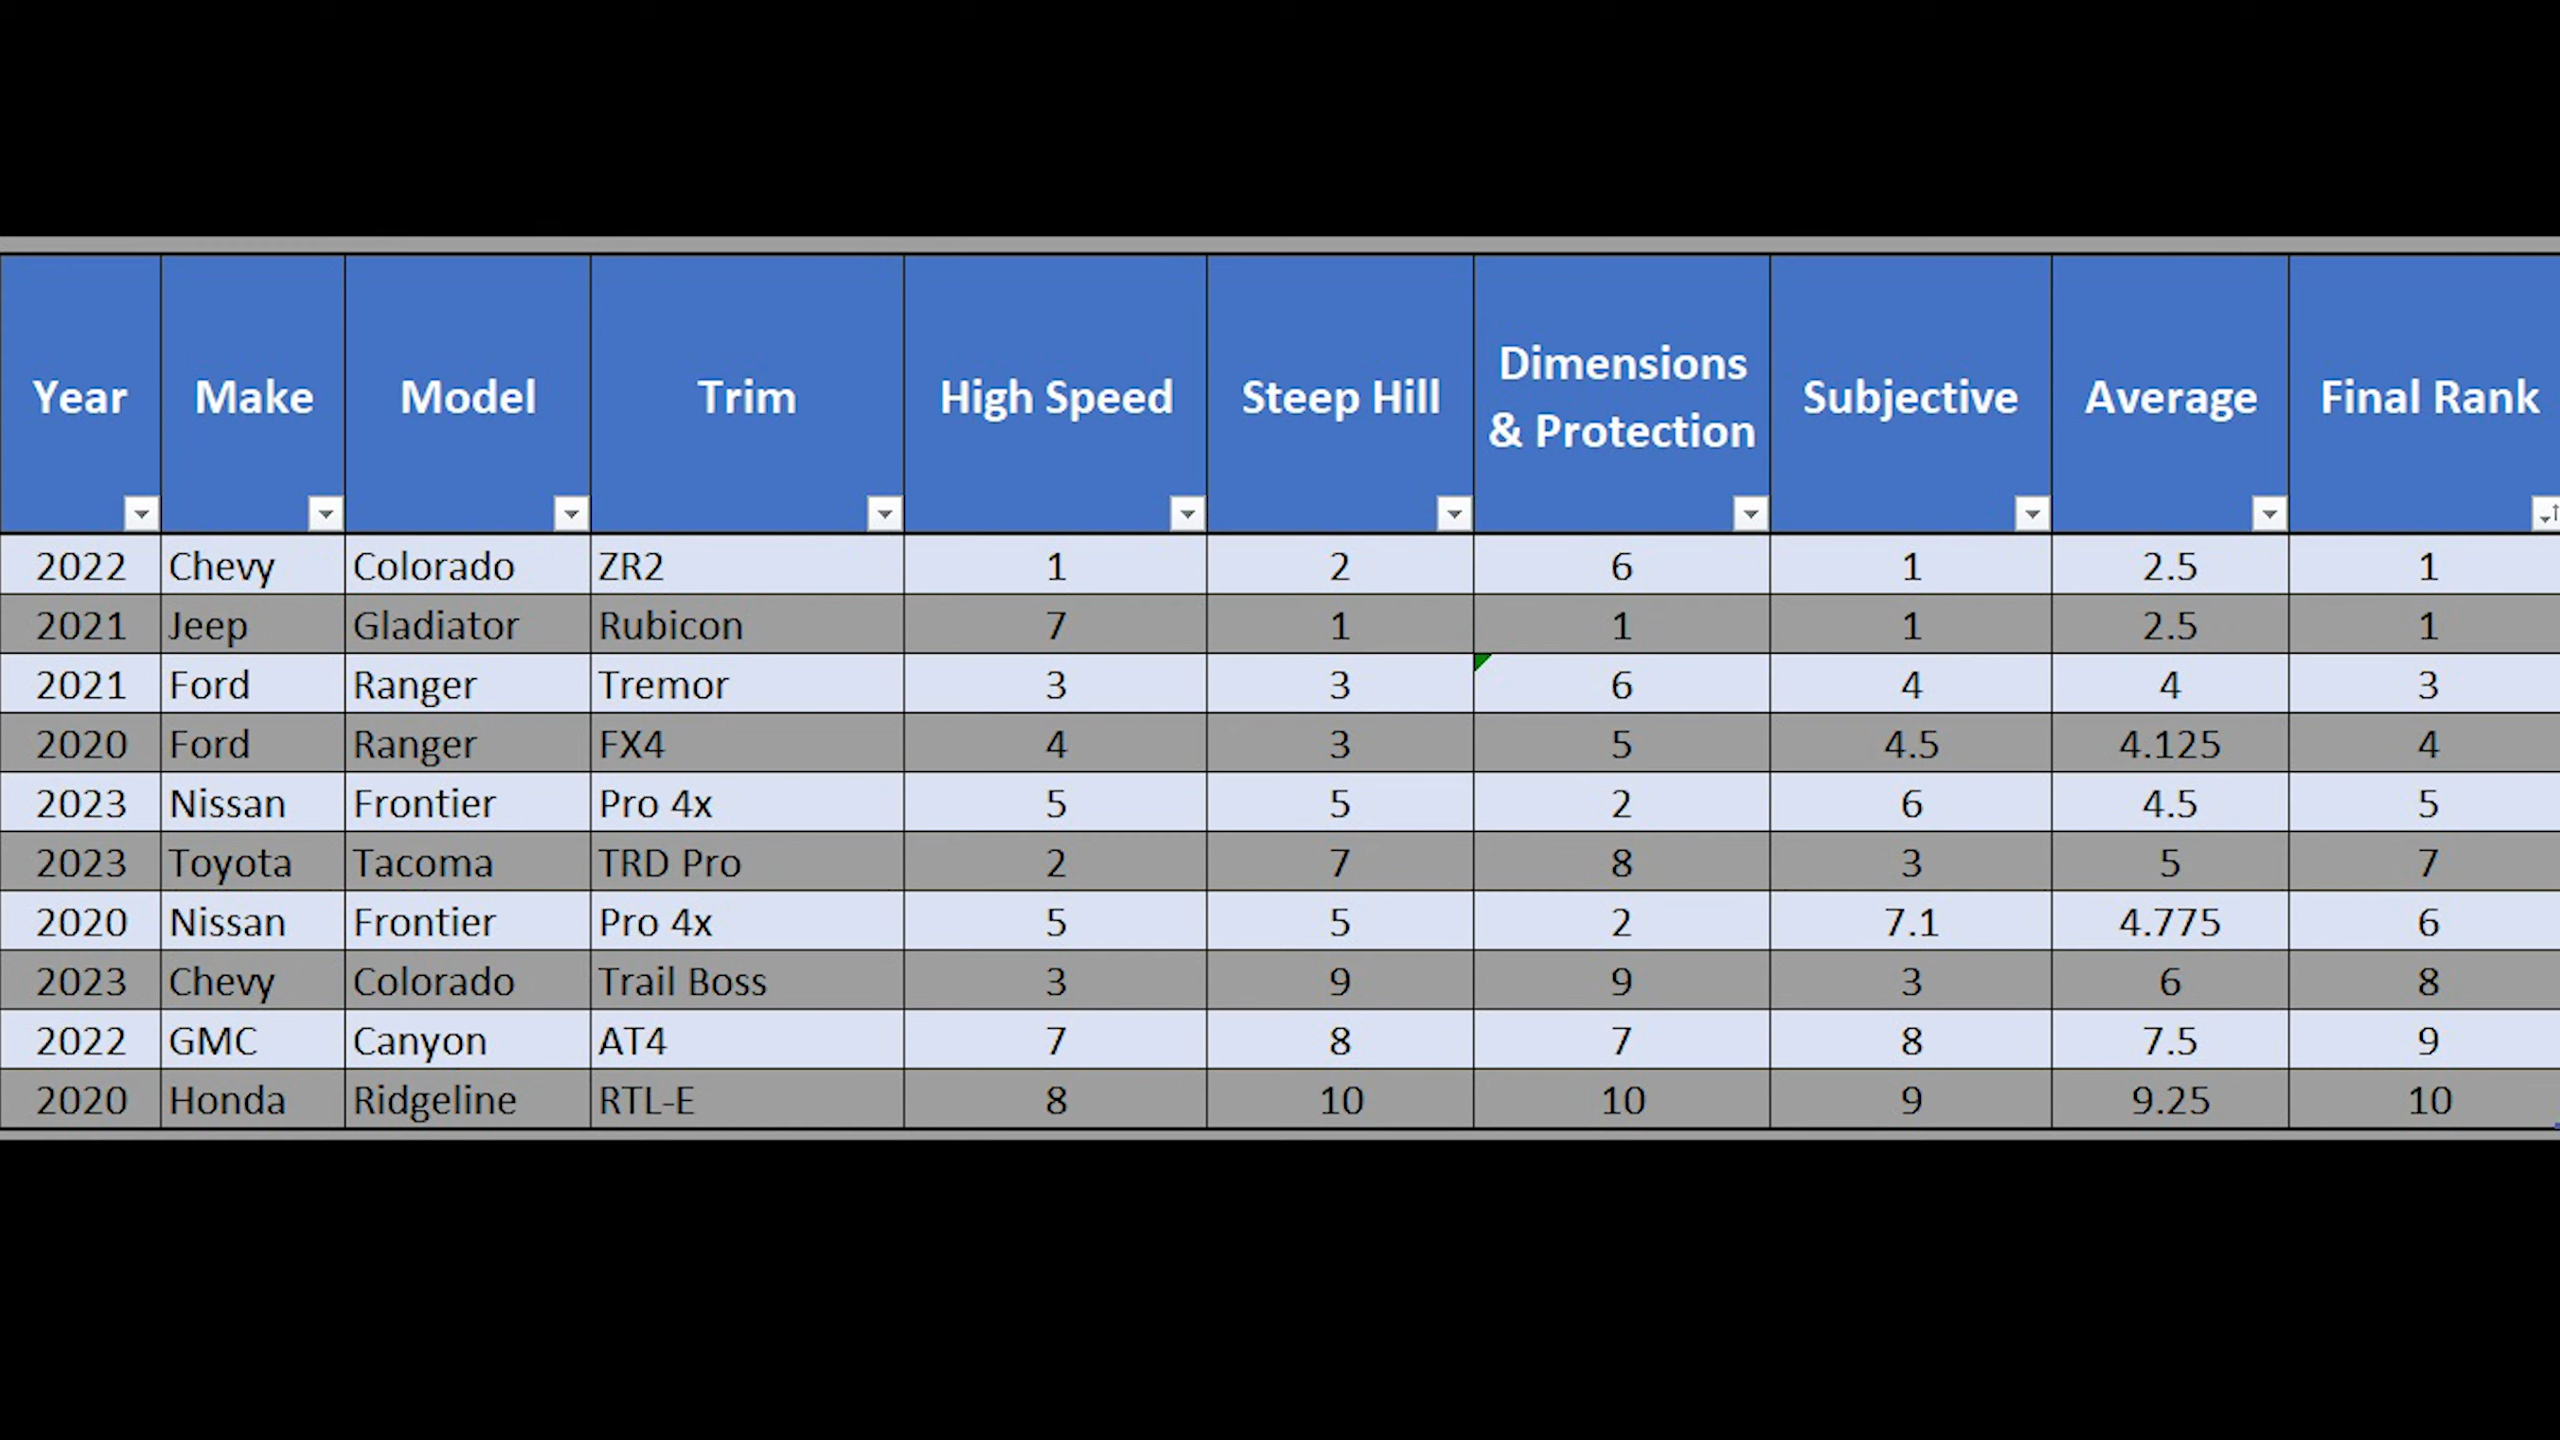 Year Make Model Trim High Speed Steep Hill Dimensions & Protection Subjective Average Final Rank
2022 Chevy Colorado ZR2 1 2 6 1 2.5 1
2021 Jeep Gladiator Rubicon 7 1 1 1 2.5 1
2021 Ford Ranger Tremor 3 3 6 4 4 3
2020 Ford Ranger FX4 4 3 5 4.5 4.125 4
2023 Nissan Frontier Pro 4x 5 5 2 6 4.5 5
2023 Toyota Tacoma TRD Pro 2 7 8 3 5 7
2020 Nissan Frontier Pro 4x 5 5 2 7.1 4.775 6
2023 Chevy Colorado Trail Boss 3 9 9 3 6 8
2022 GMC Canyon AT4 7 8 7 8 7.5 9
2020 Honda Ridgeline RTL-E 8 10 10 9 9.25 10